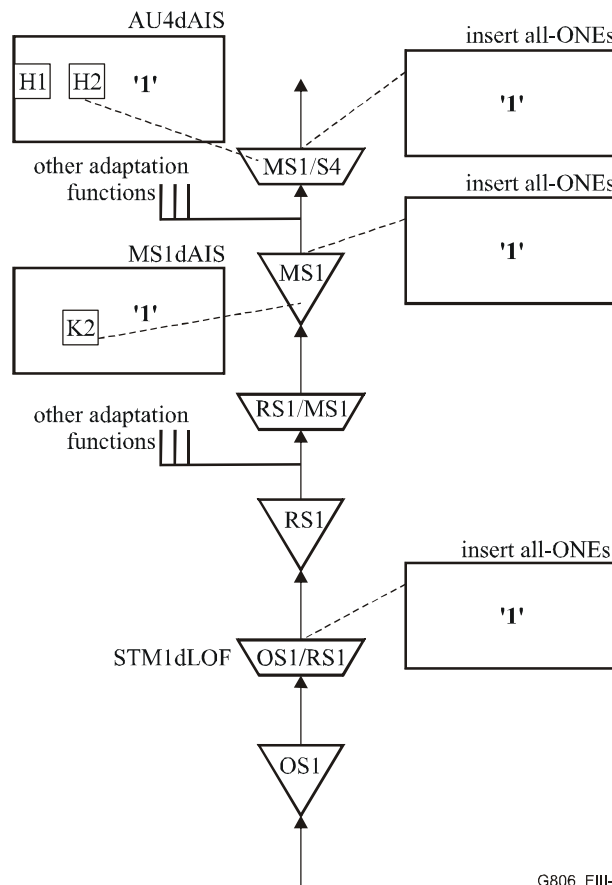 AU4dAIS
insert all-ONEs
H1 H2 '1'
'1'
MS1/S4
other adaptation
functions
insert all-ONEs
MS1dAIS
MS1
'1'
K2 '1'
RS1/MS1
other adaptation
functions
RS1
insert all-ONEs
'1'
STM1dLOF
OS1/RS1
OS1
G806_FIII-